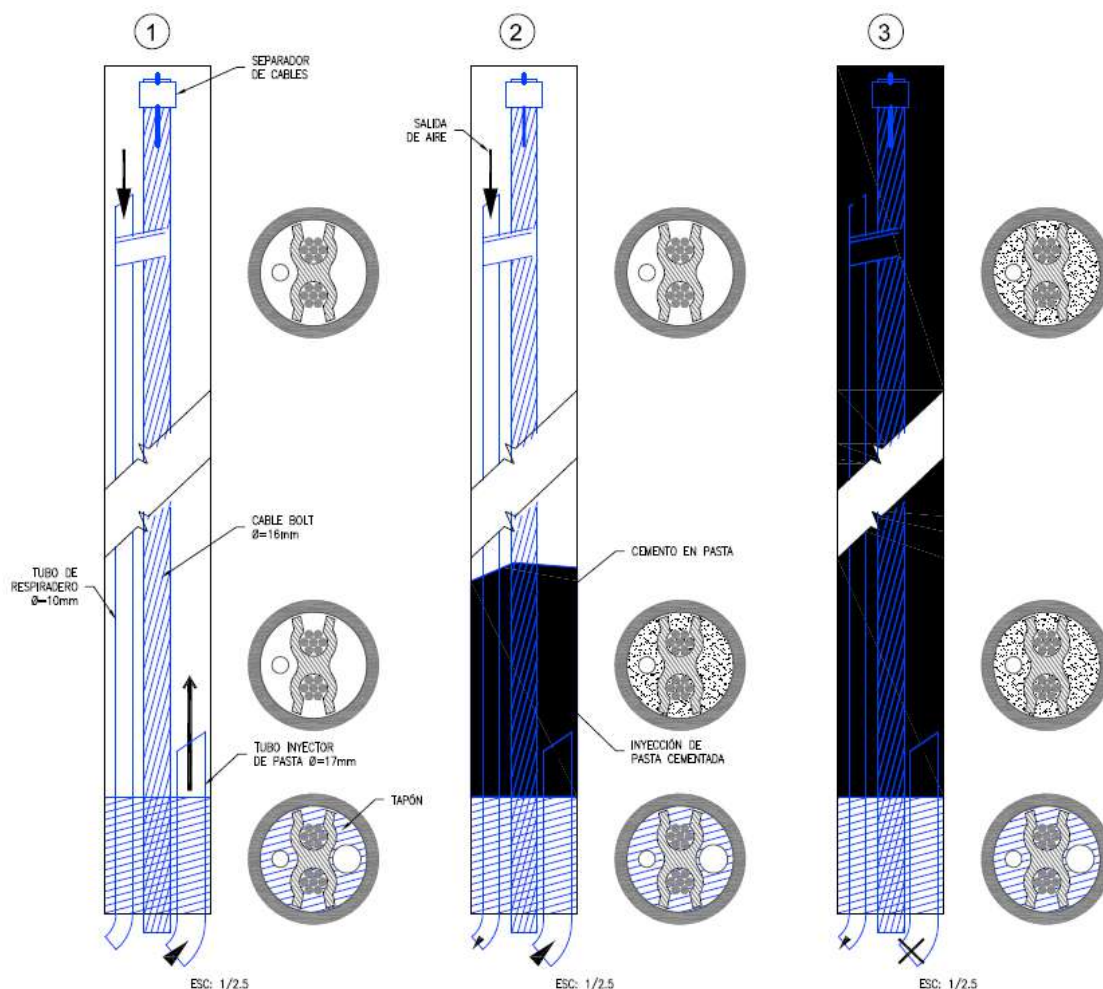 1
2
3
SEPARADOR
DE CABLES
SALIDA
DE AIRE
CABLE BOLT
Ø=16mm
TUBO DE
RESPIRADERO
Ø=10mm
CEMENTO EN PASTA
TUBO INYECTOR
DE PASTA Ø=17mm
INYECCIÓN DE
PASTA CEMENTADA
TAPÓN
ESC: 1/2.5
ESC: 1/2.5
ESC: 1/2.5